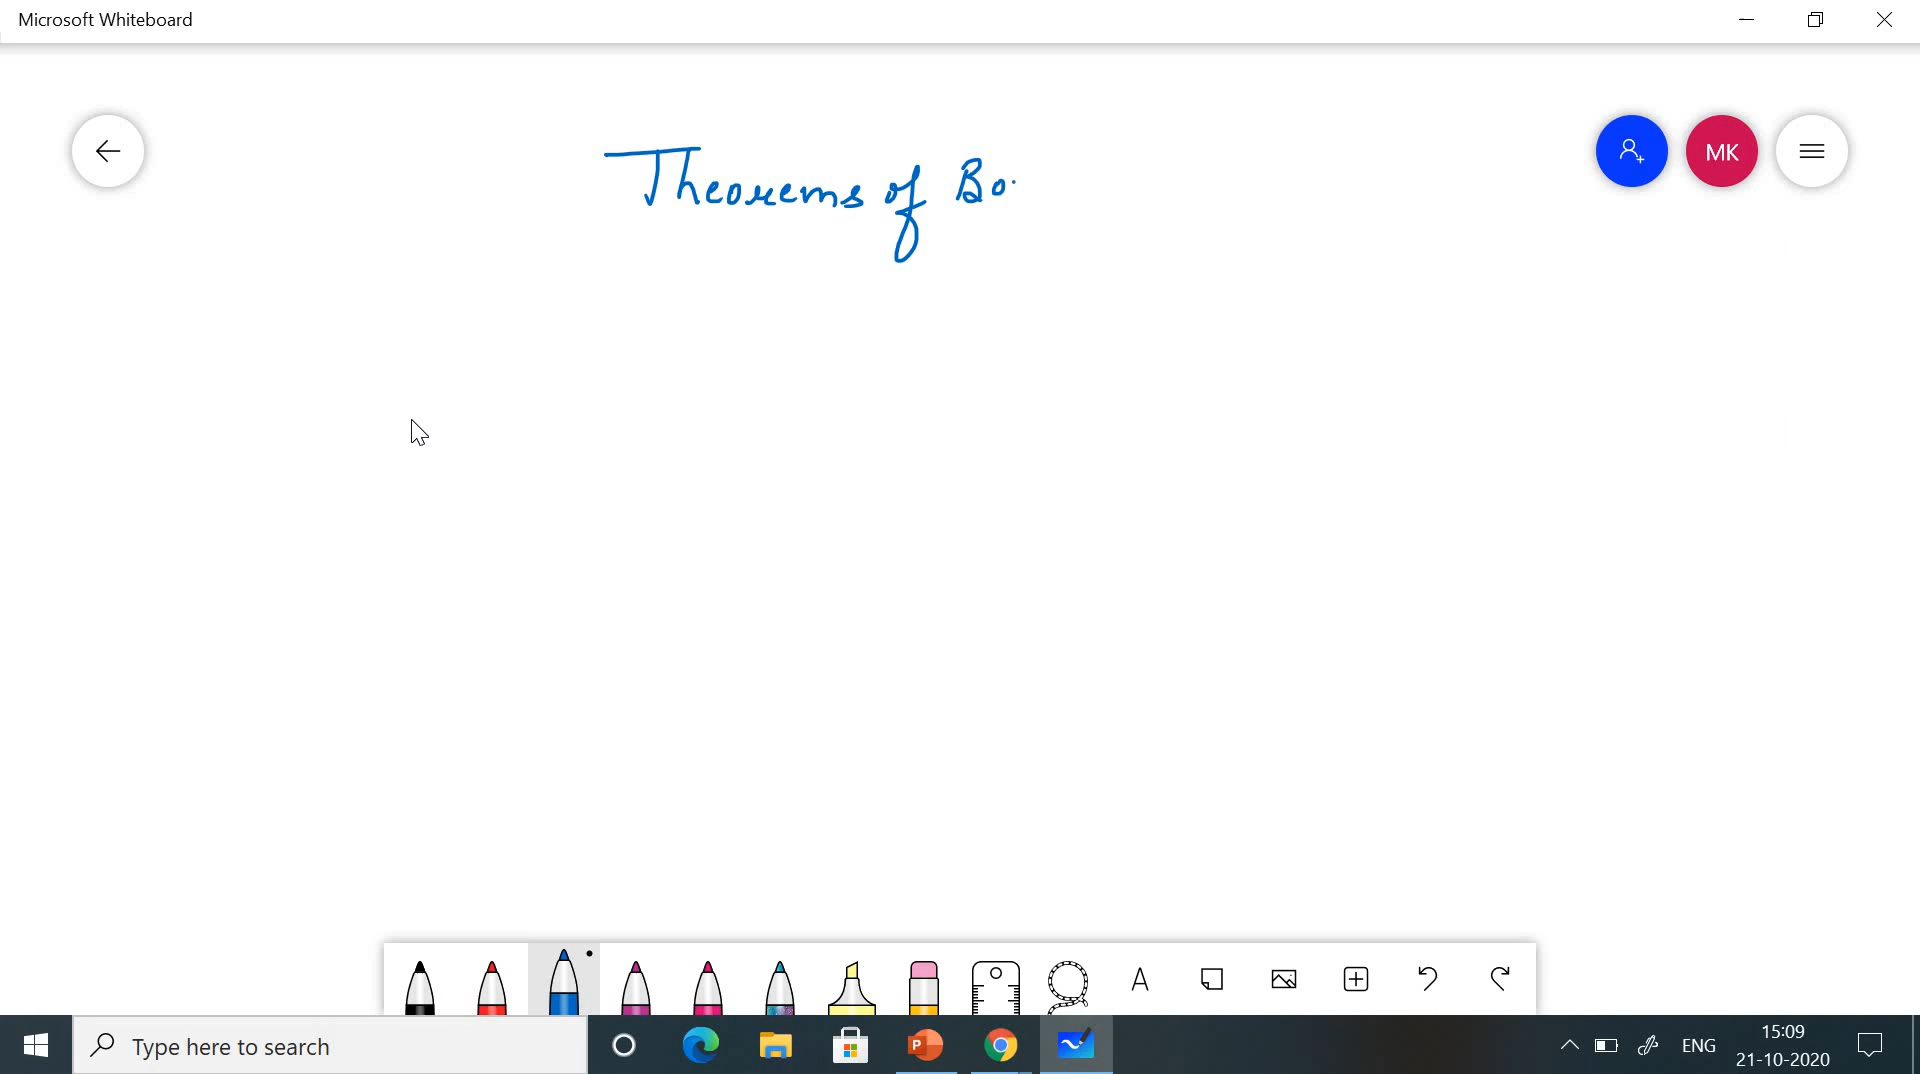 Microsoft Whiteboard
MK
Theorems of Bo
A
Type here to search
P
ENG
15:09
21-10-2020